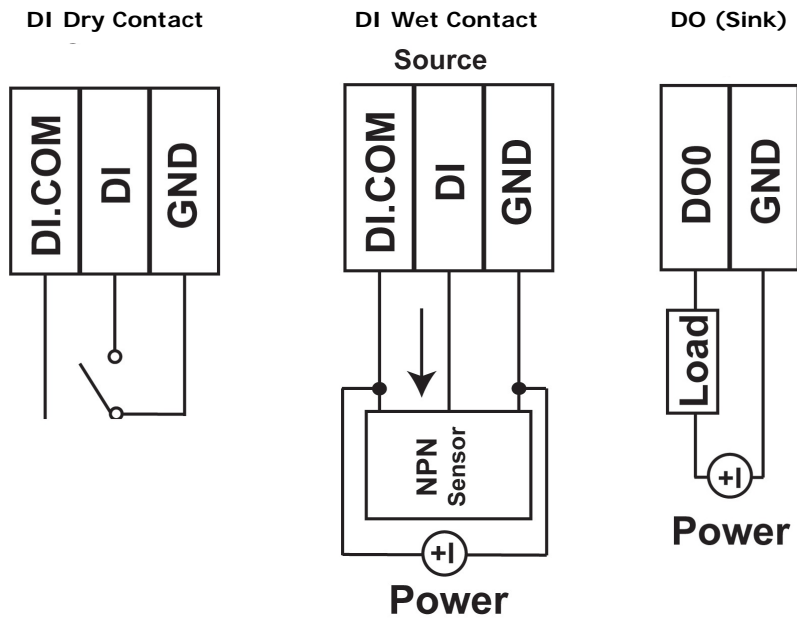 DI Dry Contact
DI Wet Contact
DO (Sink)
Source
DI.COM
DI
GND
DI.COM
DI
GND
DO0
GND
NPN
Sensor
Load
+I
+I
Power
Power